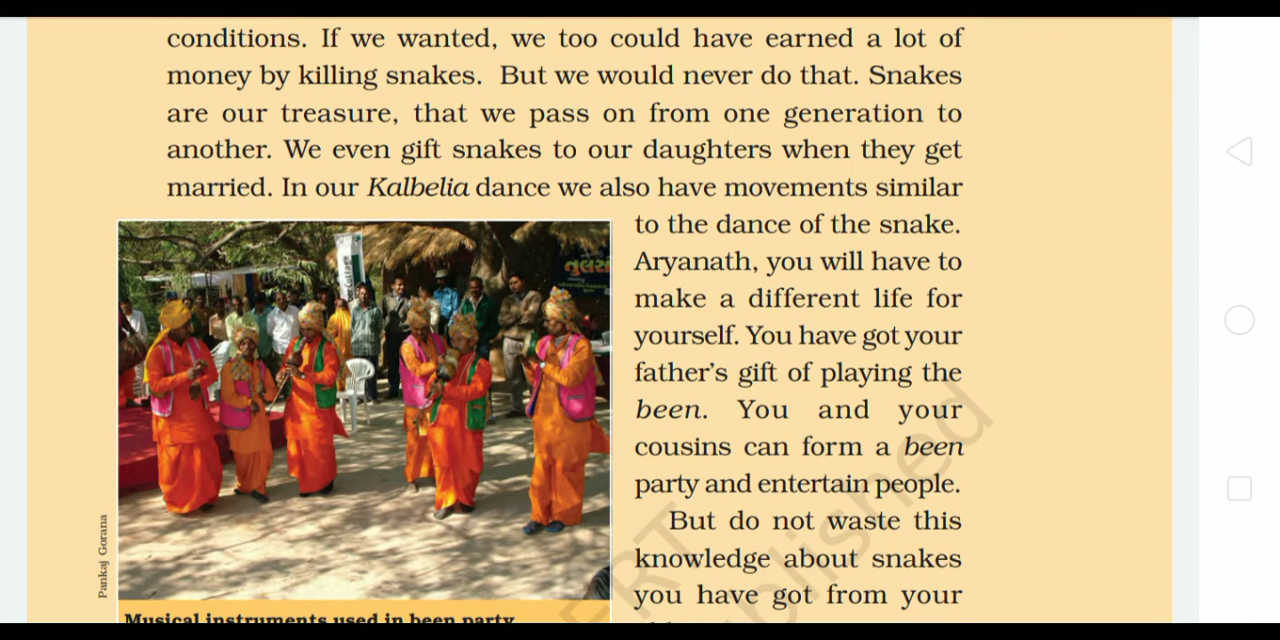 conditions. If we wanted, we too could have earned a lot of
money by killing snakes. But we would never do that. Snakes
are our treasure, that we pass on from one generation to
another. We even gift snakes to our daughters when they get
married. In our Kalbelia dance we also have movements similar
to the dance of the snake.
Aryanath, you will have to
make a different life for
yourself. You have got your
father's gift of playing the
been. You and your
cousins can form a been
party and entertain people.
But do not waste this
knowledge about snakes
you have got from your
Pankaj Gorana
Musical instruments used in been party